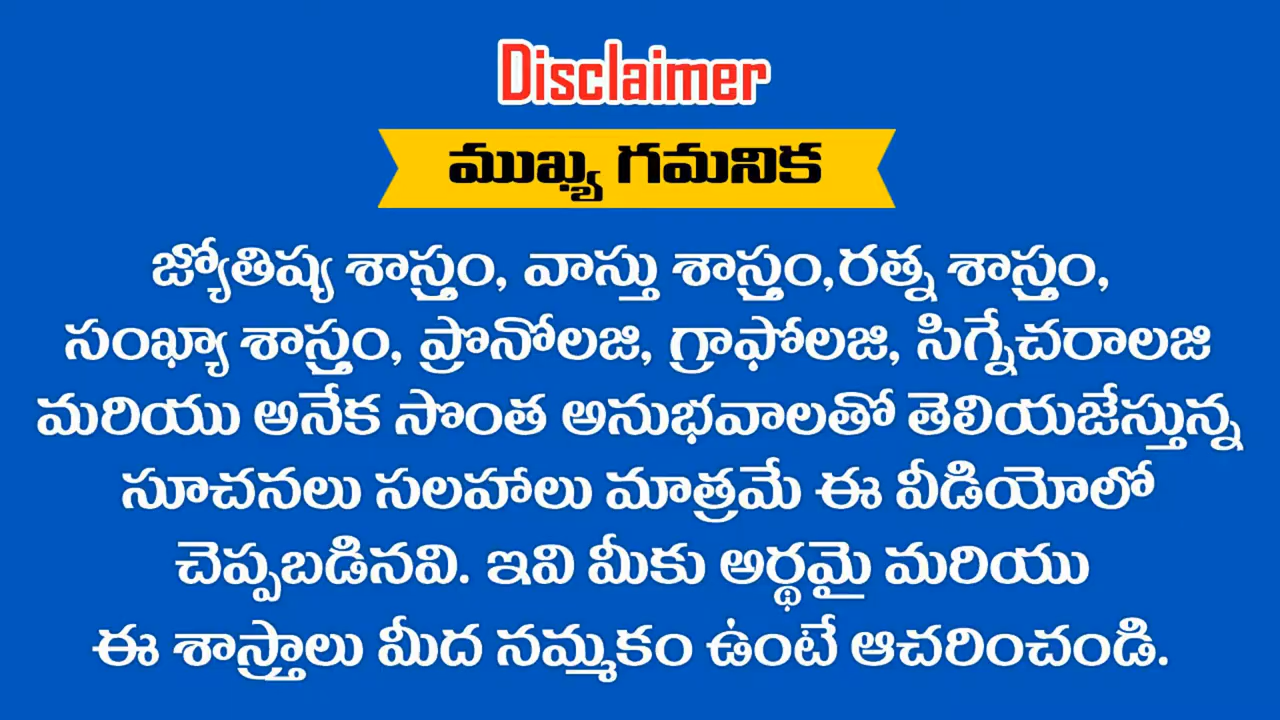 Disclaimer
ముఖ్య గమనిక
జ్యోతిష్య శాస్త్రం, వాస్తు శాస్త్రం,రత్న శాస్త్రం,
సంఖ్యా శాస్త్రం, ప్రొనోలజి, గ్రాఫోలజి, సిగ్నేచరాలజి
మరియు అనేక సొంత అనుభవాలతో తెలియజేస్తున్న
సూచనలు సలహాలు మాత్రమే ఈ వీడియోలో
చెప్పబడినవి. ఇవి మీకు అర్థమై మరియు
ఈ శాస్త్రాలు మీద నమ్మకం ఉంటే ఆచరించండి.